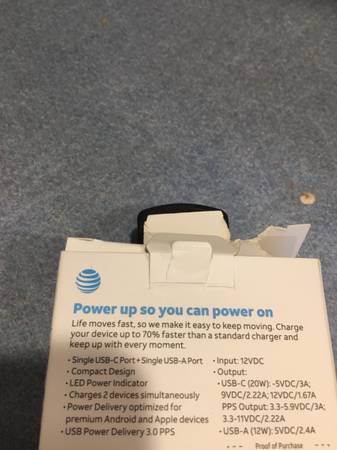 Power up so you can power on
Life moves fast, so we make it easy to keep moving. Charge
your device up to 70% faster than a standard charger and
keep up with every moment.
• Single USB-C Port + Single USB-A Port
• Compact Design
• LED Power Indicator
• Charges 2 devices simultaneously
• Power Delivery optimized for
premium Android and Apple devices
• USB Power Delivery 3.0 PPS
• Input: 12VDC
• Output:
• USB-C (20W): -5VDC/3A;
9VDC/2.22A; 12VDC/1.67A
PPS Output:3.3-5.9VDC/3A;
3.3-11VDC/2.22A
• USB-A (12W): 5VDC/2.4A
Proof of Purchase